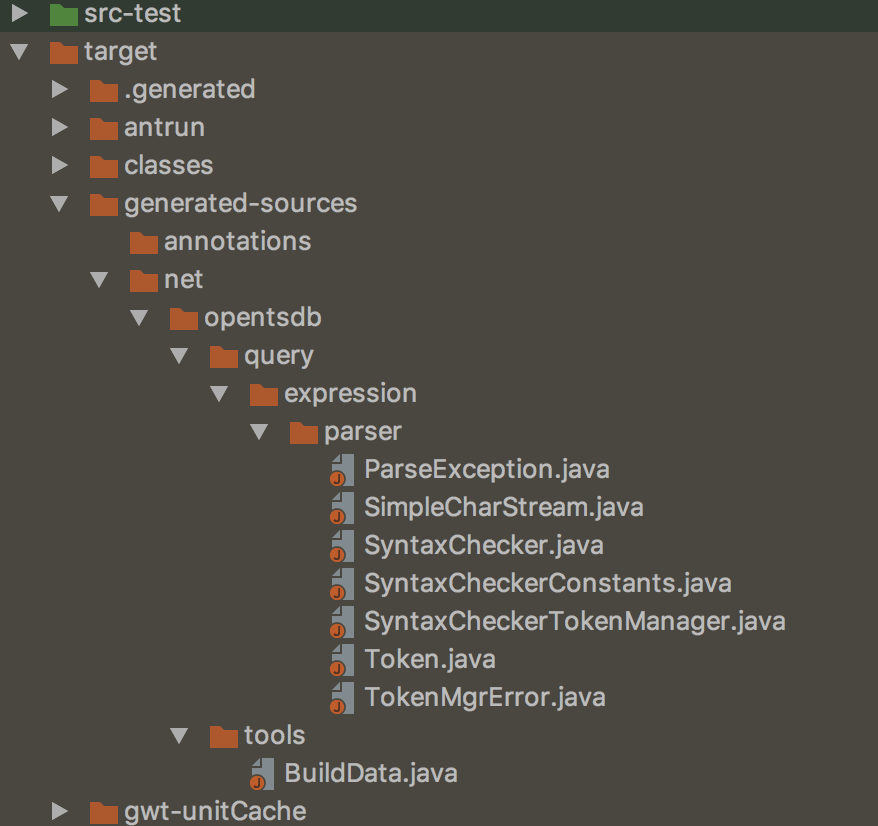 src-test
target
.generated
antrun
classes
generated-sources
annotations
net
opentsdb
query
expression
parser
ParseException.java
SimpleCharStream.java
SyntaxChecker.java
SyntaxCheckerConstants.java
SyntaxCheckerTokenManager.java
Token.java
TokenMgrError.java
tools
BuildData.java
gwt-unitCache